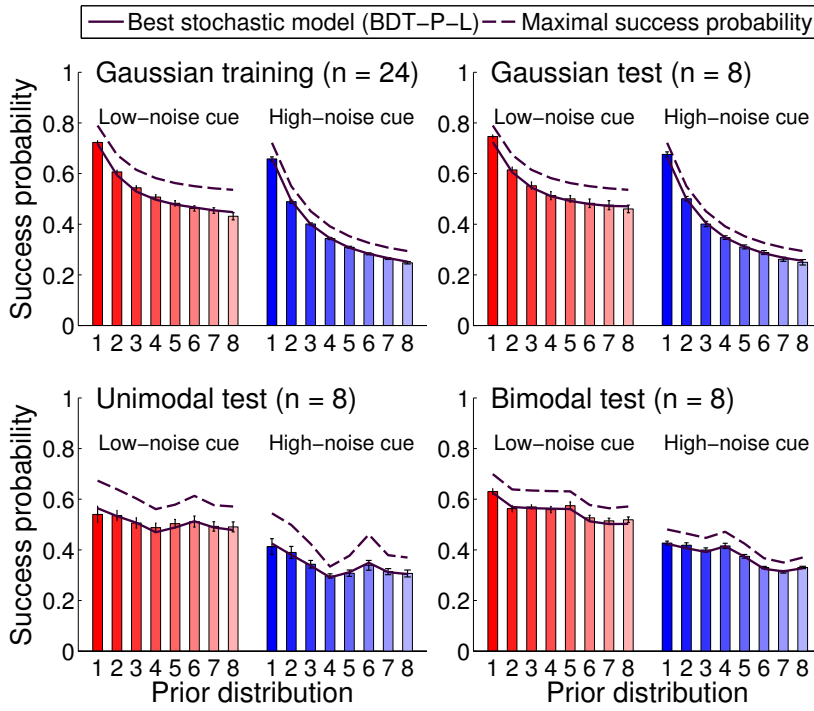 Best stochastic model (BDT−P−L) Maximal success probability
Gaussian training (n = 24)
Low−noise cue High−noise cue
Success probability
1
0.8
0.6
0.4
0.2
0
1 2 3 4 5 6 7 8 1 2 3 4 5 6 7 8
Gaussian test (n = 8)
Low−noise cue High−noise cue
1
0.8
0.6
0.4
0.2
0
1 2 3 4 5 6 7 8 1 2 3 4 5 6 7 8
Unimodal test (n = 8)
Low−noise cue High−noise cue
Success probability
1
0.8
0.6
0.4
0.2
0
1 2 3 4 5 6 7 8 1 2 3 4 5 6 7 8
Prior distribution
Bimodal test (n = 8)
Low−noise cue High−noise cue
1
0.8
0.6
0.4
0.2
0
1 2 3 4 5 6 7 8 1 2 3 4 5 6 7 8
Prior distribution